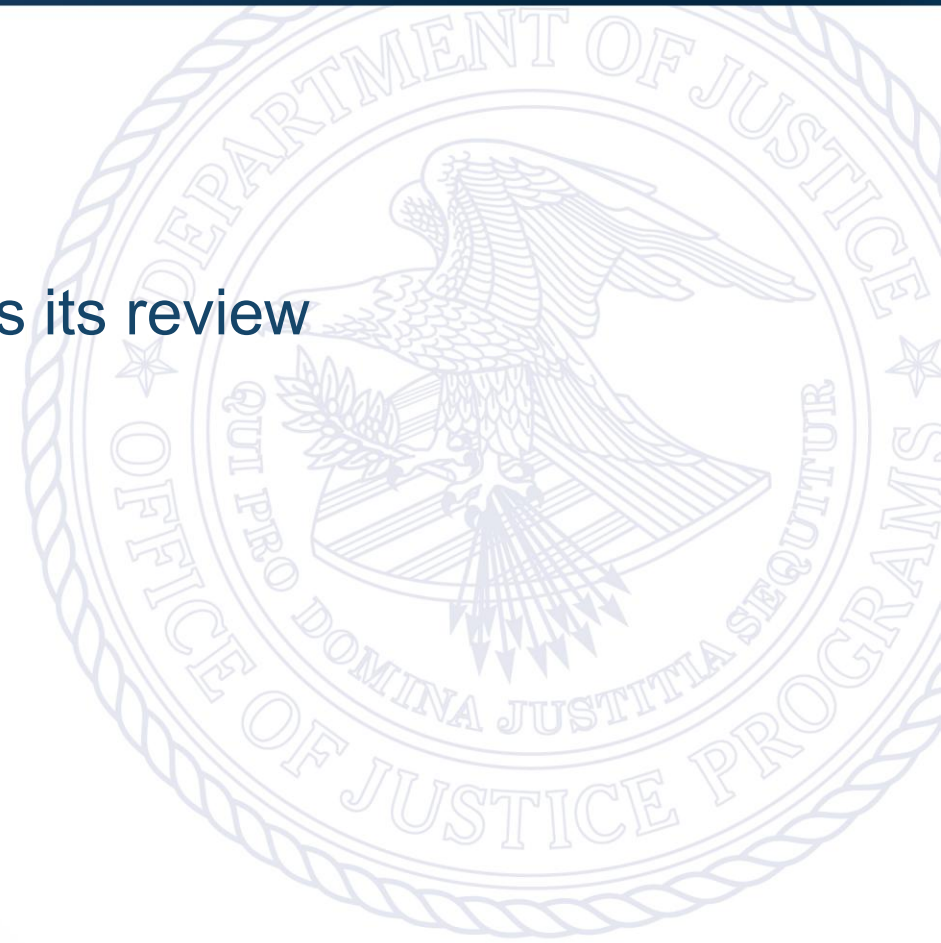 s its review
DEPARTMENT OF JUSTICE
QUI PRO DOMINA JUSTITIA SEQUITUR
OFFICE OF JUSTICE PROGRAMS